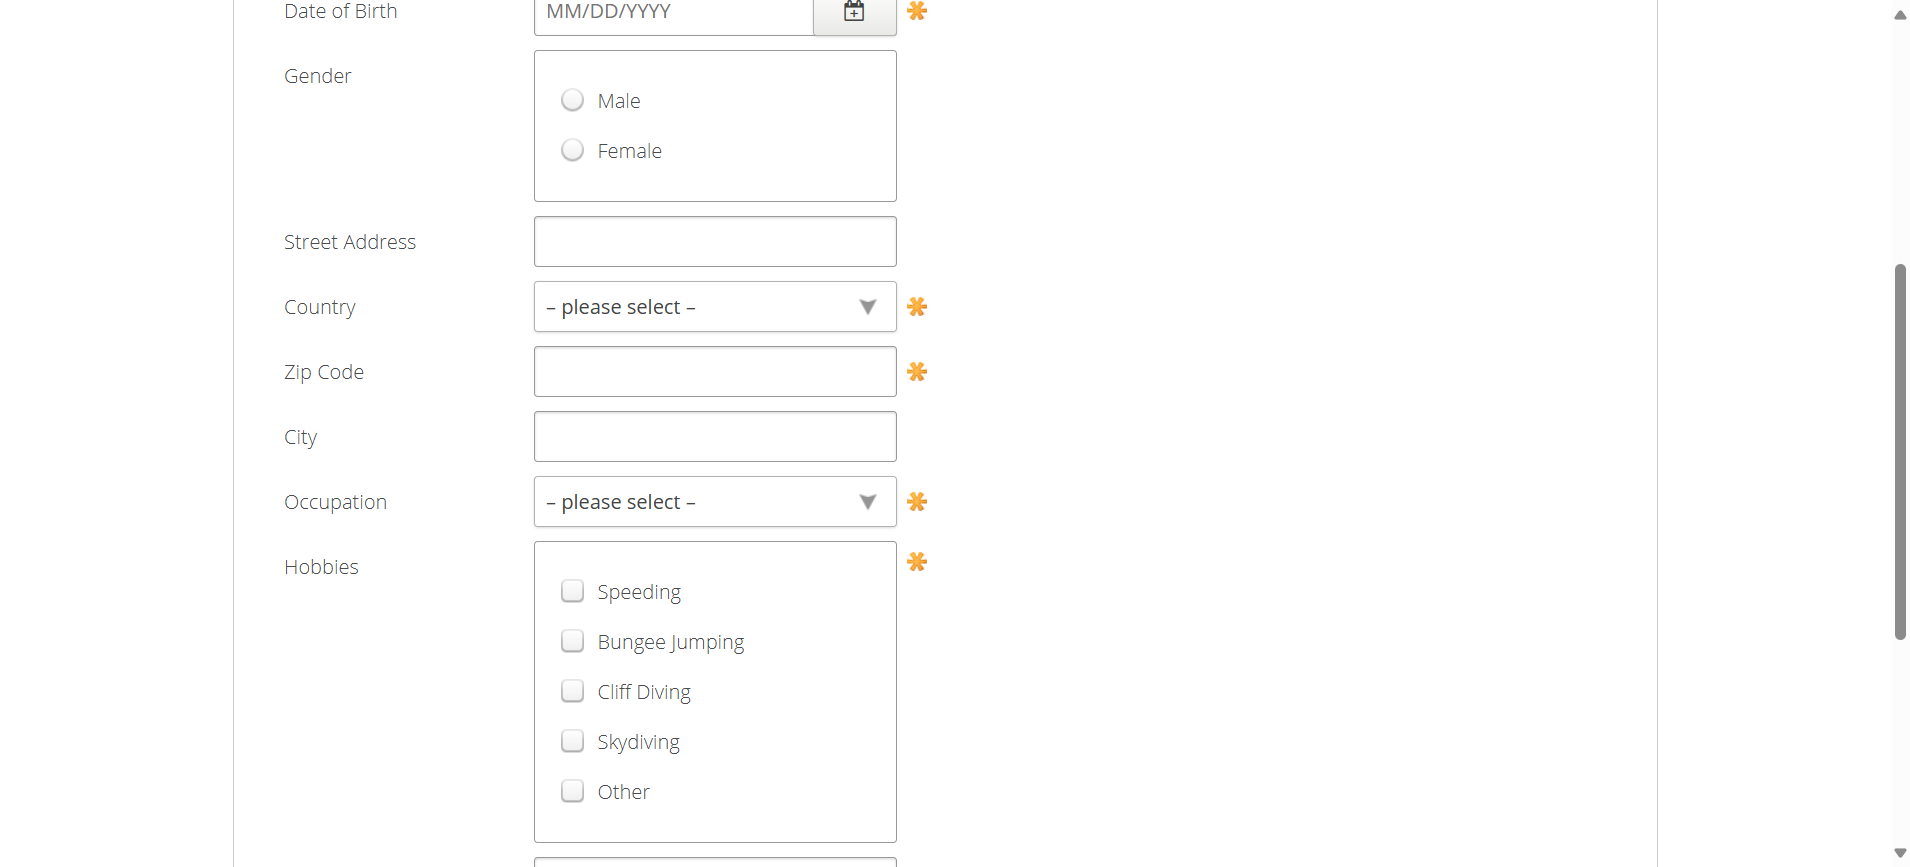 Date of Birth MM/DD/YYYY
Gender
Male
Female
Street Address
Country – please select –
Zip Code
City
Occupation – please select –
Hobbies
Speeding
Bungee Jumping
Cliff Diving
Skydiving
Other